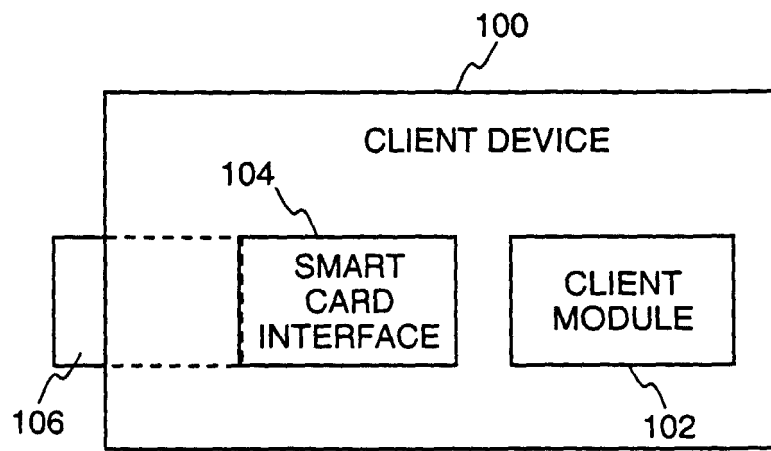 100
CLIENT DEVICE
104
SMART
CARD
INTERFACE
CLIENT
MODULE
106
102